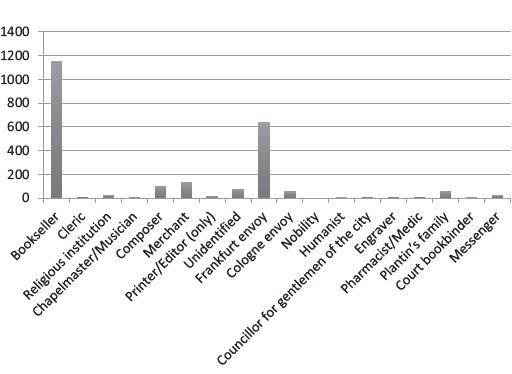 1400
1200
1000
800
600
400
200
0
Bookseller
Cleric
Religious institution
Chapelmaster/Musician
Composer
Merchant
Printer/Editor (only)
Unidentified
Frankfurt envoy
Cologne envoy
Nobility
Humanist
Councillor for gentlemen of the city
Engraver
Pharmacist/Medic
Plantin's family
Court bookbinder
Messenger